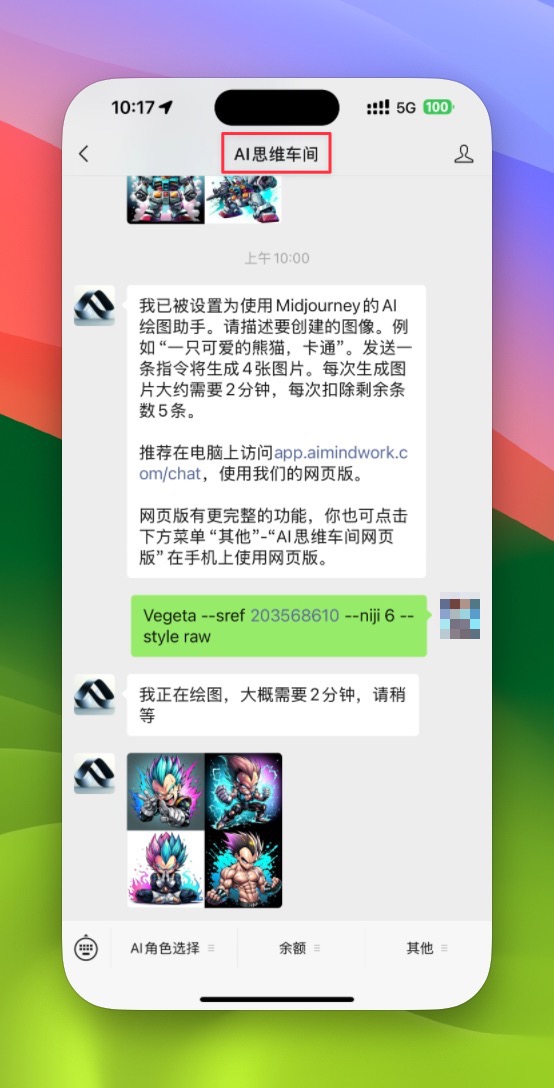 10:17
5G
100
AI思维车间
上午10:00
我已被设置为使用Midjourney的AI
绘图助手。请描述要创建的图像。例
如“一只可爱的熊猫，卡通”。发送一
条指令将生成4张图片。每次生成图
片大约需要2分钟，每次扣除剩余条
数5条。
推荐在电脑上访问app.aimindwork.c
om/chat，使用我们的网页版。
网页版有更完整的功能，你也可点击
下方菜单“其他”-“AI思维车间网页
版”在手机上使用网页版。
Vegeta --sref 203568610 --niji 6 --
style raw
我正在绘图，大概需要2分钟，请稍
等
AI角色选择
余额
其他